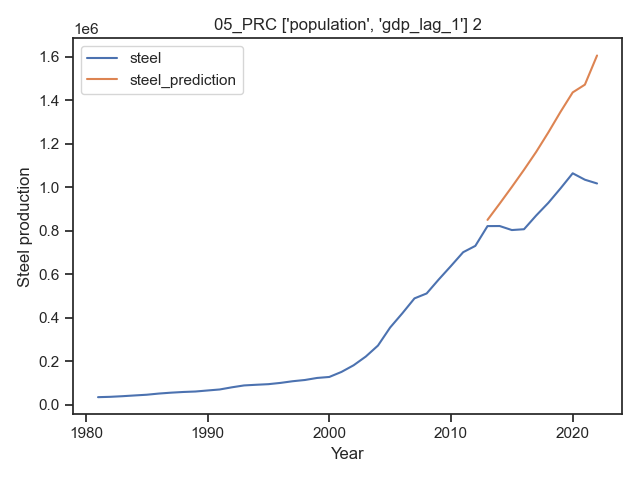 05_PRC ['population', 'gdp_lag_1'] 2
1e6
steel
steel_prediction
1.6
1.4
1.2
1.0
0.8
0.6
0.4
0.2
0.0
Steel production
1980
1990
2000
2010
2020
Year